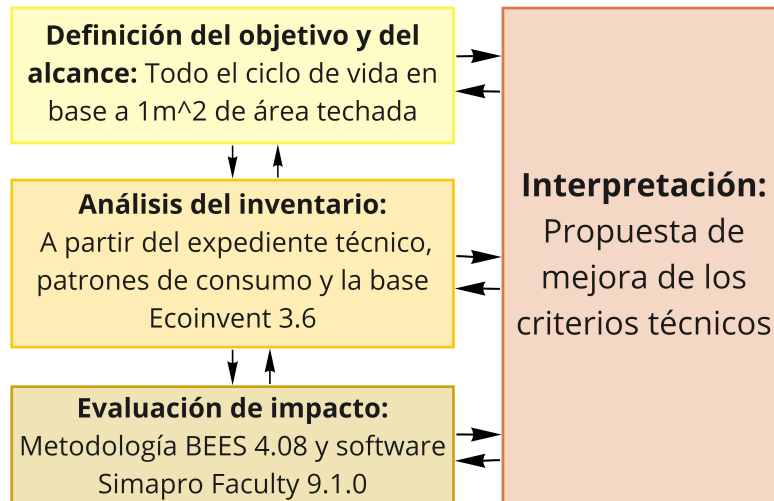 Definición del objetivo y del
alcance: Todo el ciclo de vida en
base a 1m^2 de área techada
Análisis del inventario:
A partir del expediente técnico,
patrones de consumo y la base
Ecoinvent 3.6
Evaluación de impacto:
Metodología BEES 4.08 y software
Simapro Faculty 9.1.0
Interpretación:
Propuesta de
mejora de los
criterios técnicos